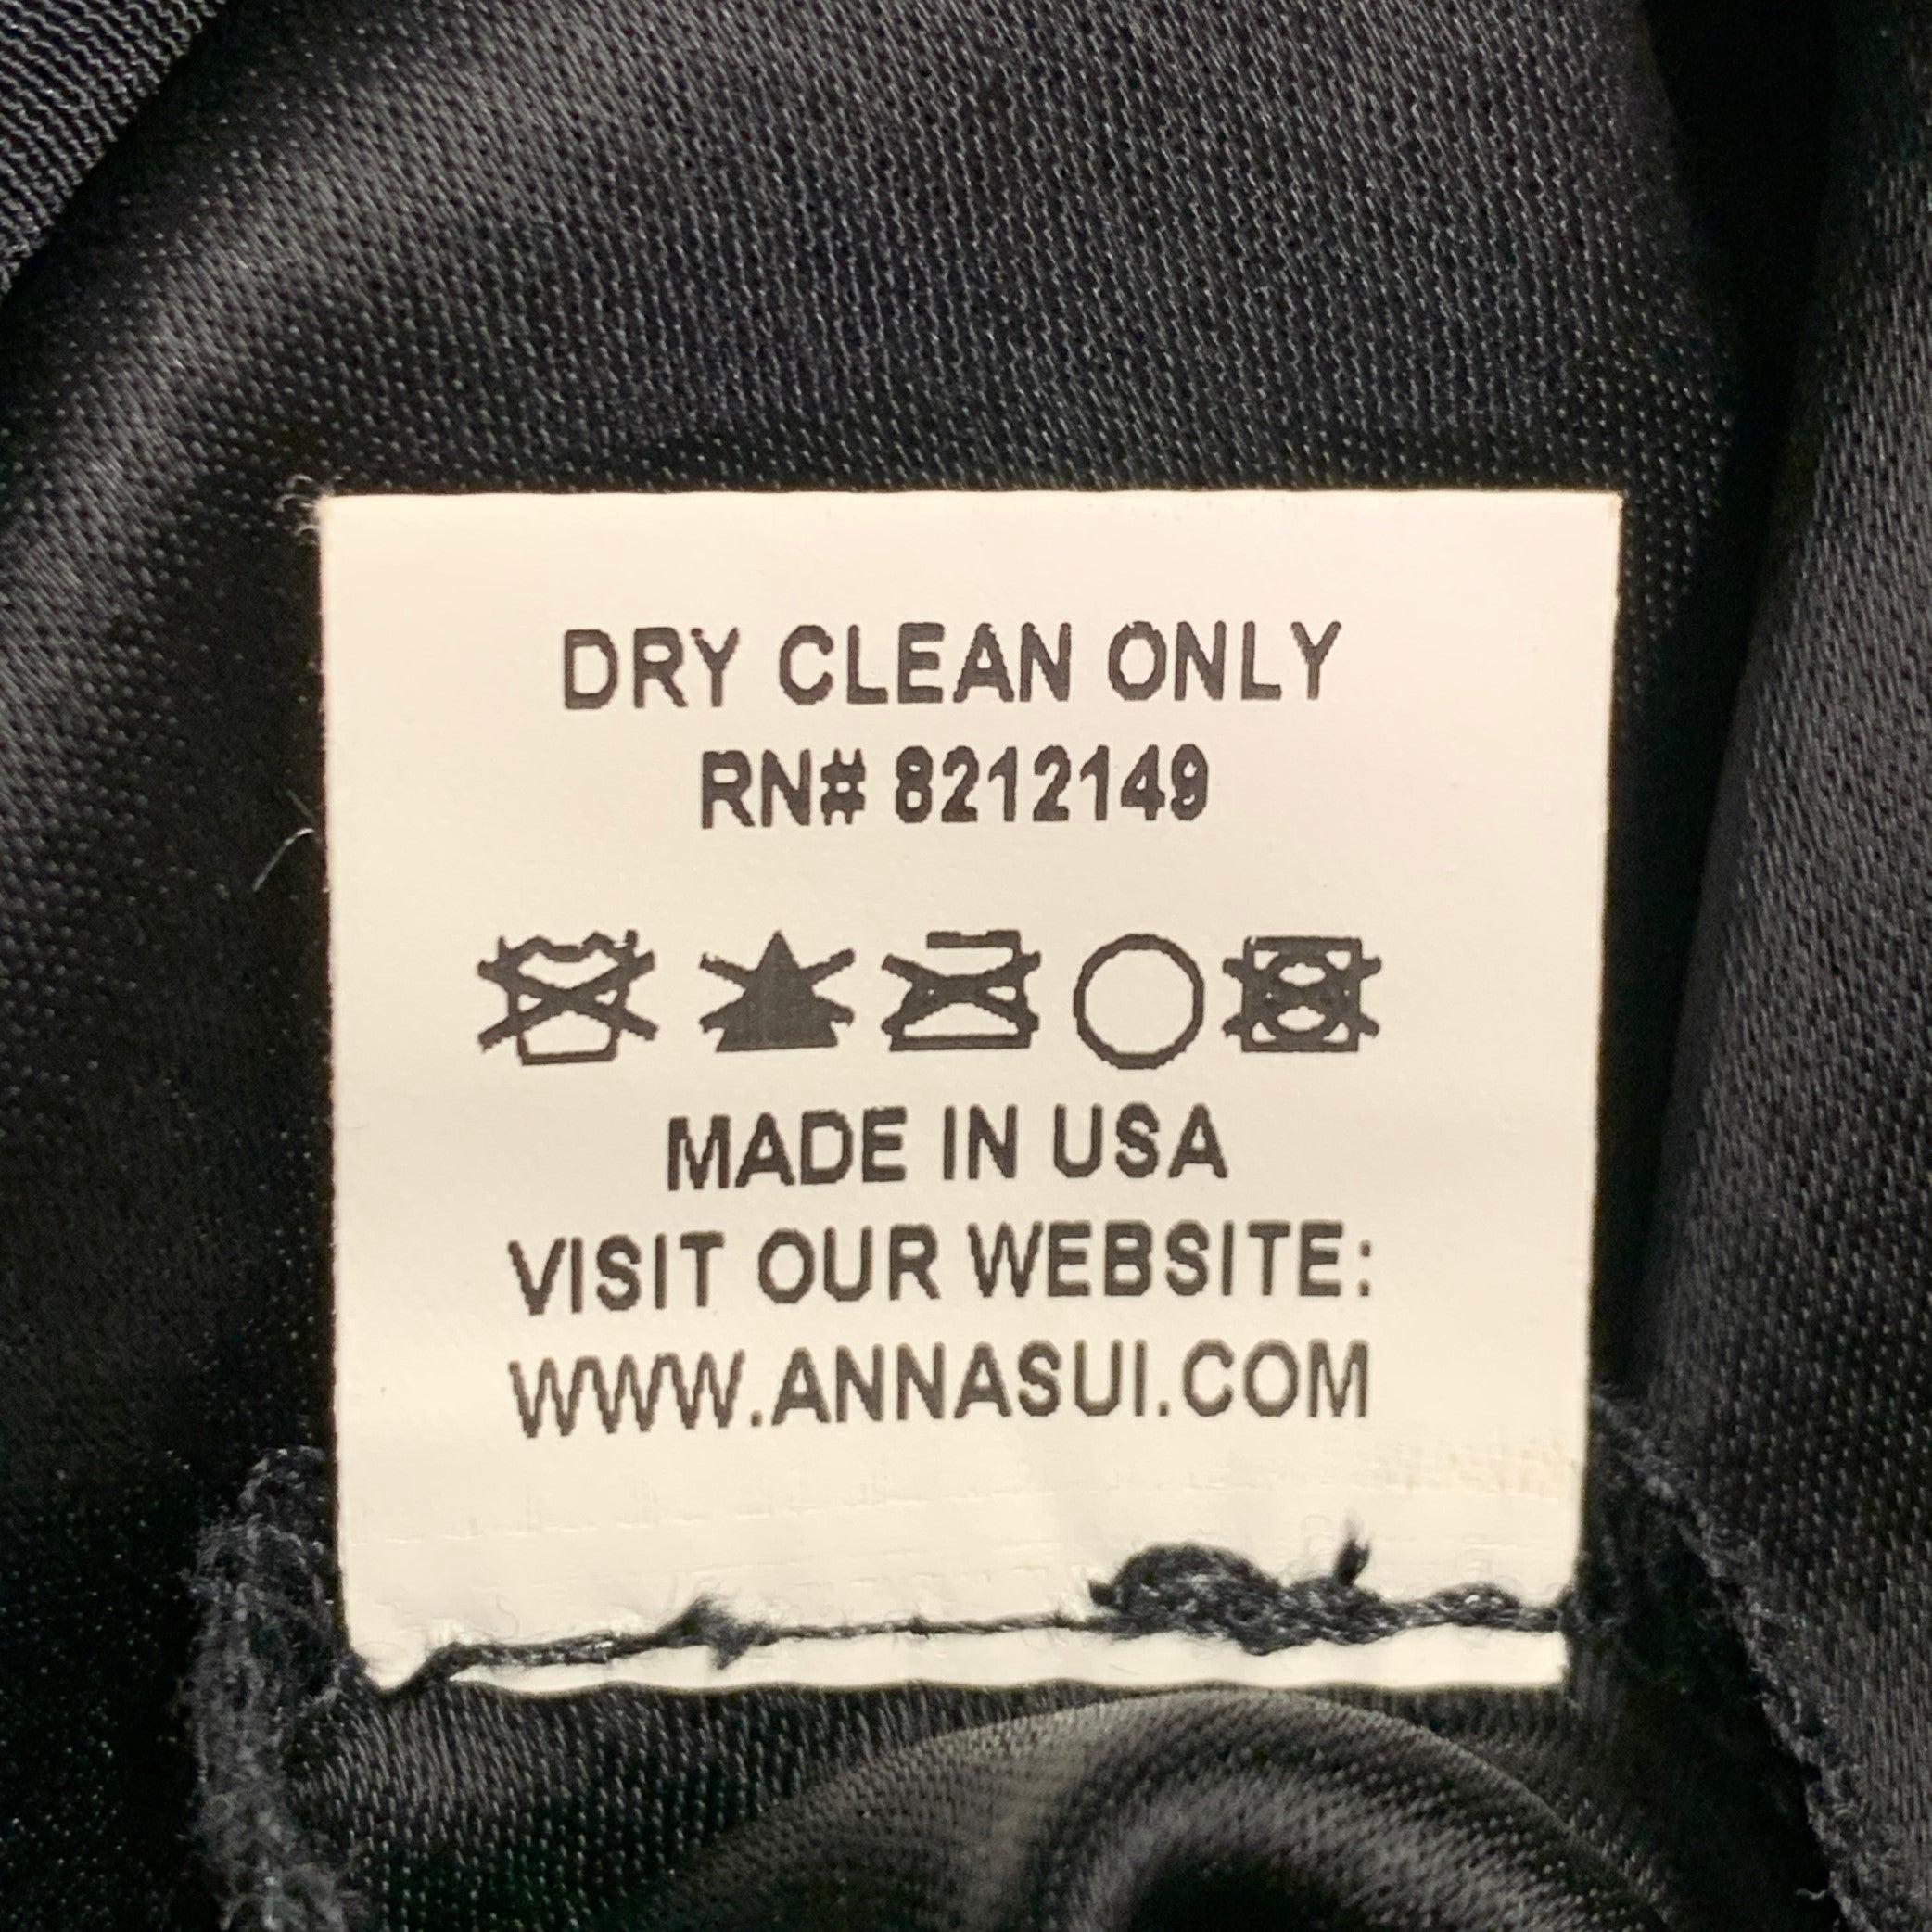 DRY CLEAN ONLY
RN# 8212149
MADE IN USA
VISIT OUR WEBSITE:
WWW.ANNASUI.COM